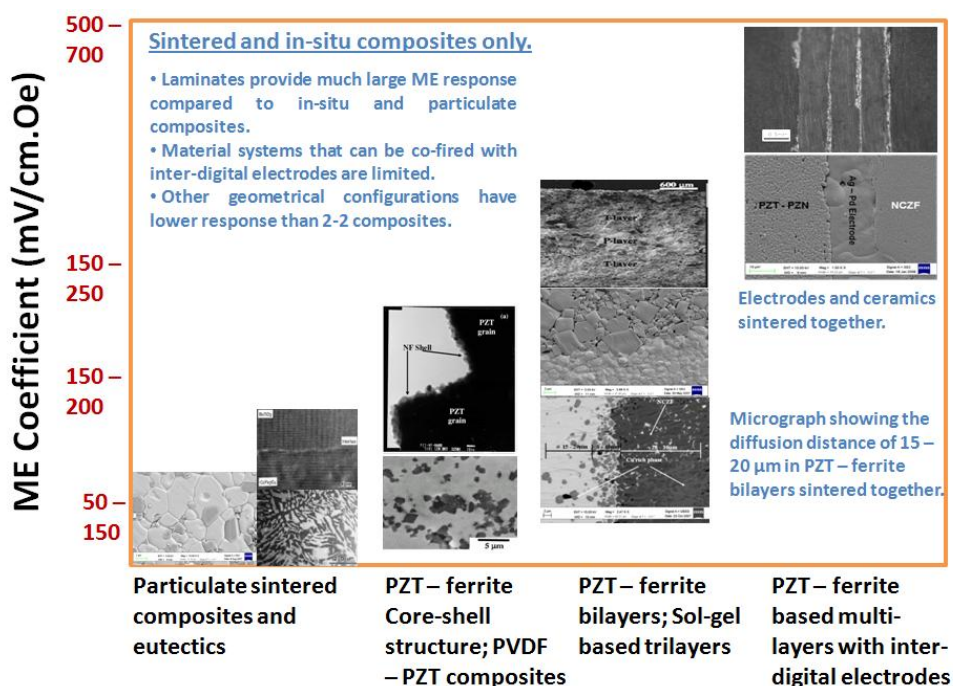 500 –
700
Sintered and in-situ composites only.
• Laminates provide much large ME response
compared to in-situ and particulate
composites.
• Material systems that can be co-fired with
inter-digital electrodes are limited.
• Other geometrical configurations have
lower response than 2-2 composites.
ME Coefficient (mV/cm.Oe)
150 –
250
150 –
200
50 –
150
(a)
PZT
grain
NF Shell
PZT
grain
5 µm
600 µm
T-layer
P-layer
T-layer
NCZF
Cu rich phase
PZT - PZN
Ag – Pd Electrode
NCZF
Electrodes and ceramics
sintered together.
Micrograph showing the
diffusion distance of 15 –
20 µm in PZT – ferrite
bilayers sintered together.
Particulate sintered
composites and
eutectics
PZT – ferrite
Core-shell
structure; PVDF
– PZT composites
PZT – ferrite
bilayers; Sol-gel
based trilayers
PZT – ferrite
based multi-
layers with inter-
digital electrodes